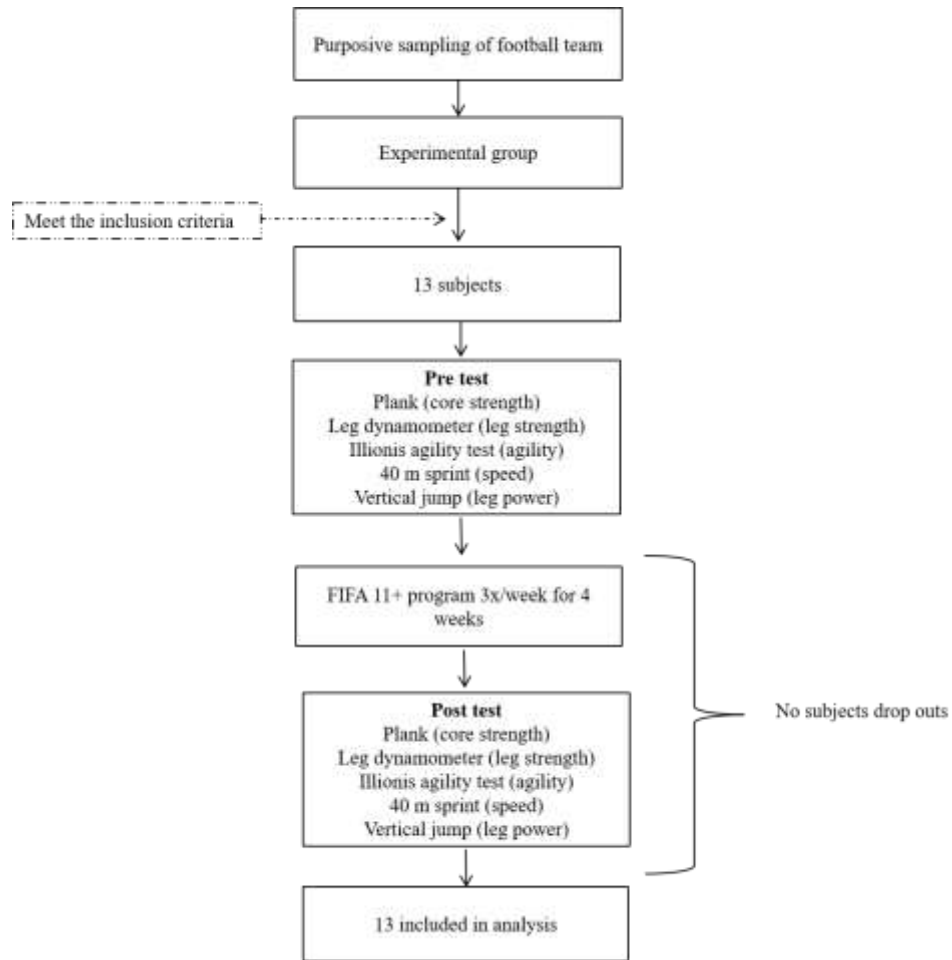 Purposive sampling of football team
Experimental group
Meet the inclusion criteria
13 subjects
Pre test
Plank (core strength)
Leg dynamometer (leg strength)
Illionis agility test (agility)
40 m sprint (speed)
Vertical jump (leg power)
FIFA 11+ program 3x/week for 4
weeks
Post test
Plank (core strength)
Leg dynamometer (leg strength)
Illionis agility test (agility)
40 m sprint (speed)
Vertical jump (leg power)
No subjects drop outs
13 included in analysis